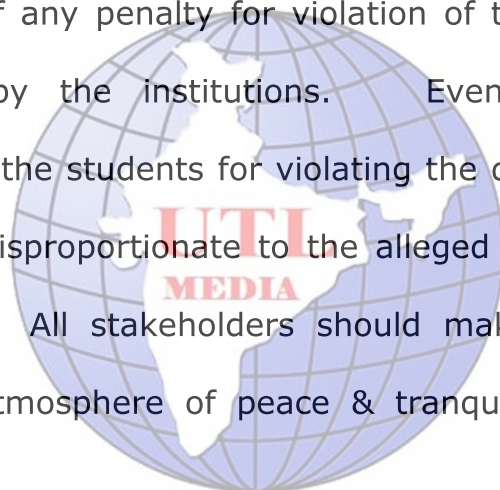 f any penalty for violation of t
by the institutions. Even
the students for violating the
isproportionate to the alleged
UTL
MEDIA
All stakeholders should mak
tmosphere of peace & tranqu